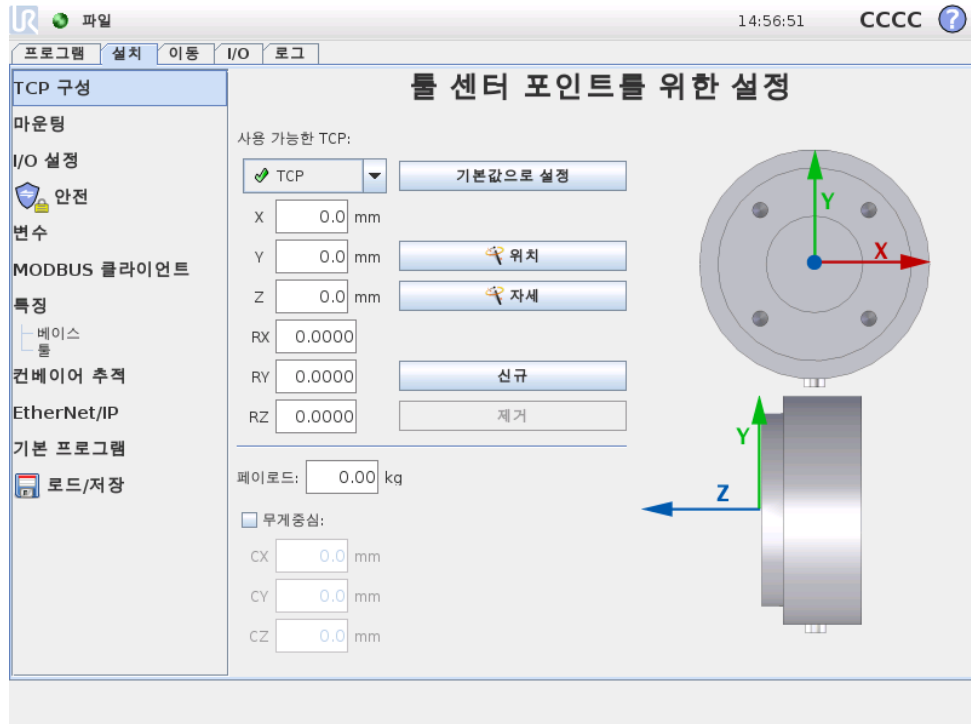 UR 파일 14:56:51 CCCC ?
프로그램 설치 이동 I/O 로그
TCP 구성
마운팅
I/O 설정
안전
변수
MODBUS 클라이언트
특징
베이스
툴
컨베이어 추적
EtherNet/IP
기본 프로그램
로드/저장
툴 센터 포인트를 위한 설정
사용 가능한 TCP:
TCP 기본값으로 설정
X 0.0 mm
Y 0.0 mm 위치
Z 0.0 mm 자세
RX 0.0000
RY 0.0000 신규
RZ 0.0000 제거
페이로드: 0.00 kg
무게중심:
CX 0.0 mm
CY 0.0 mm
CZ 0.0 mm
Y
X
Y
Z